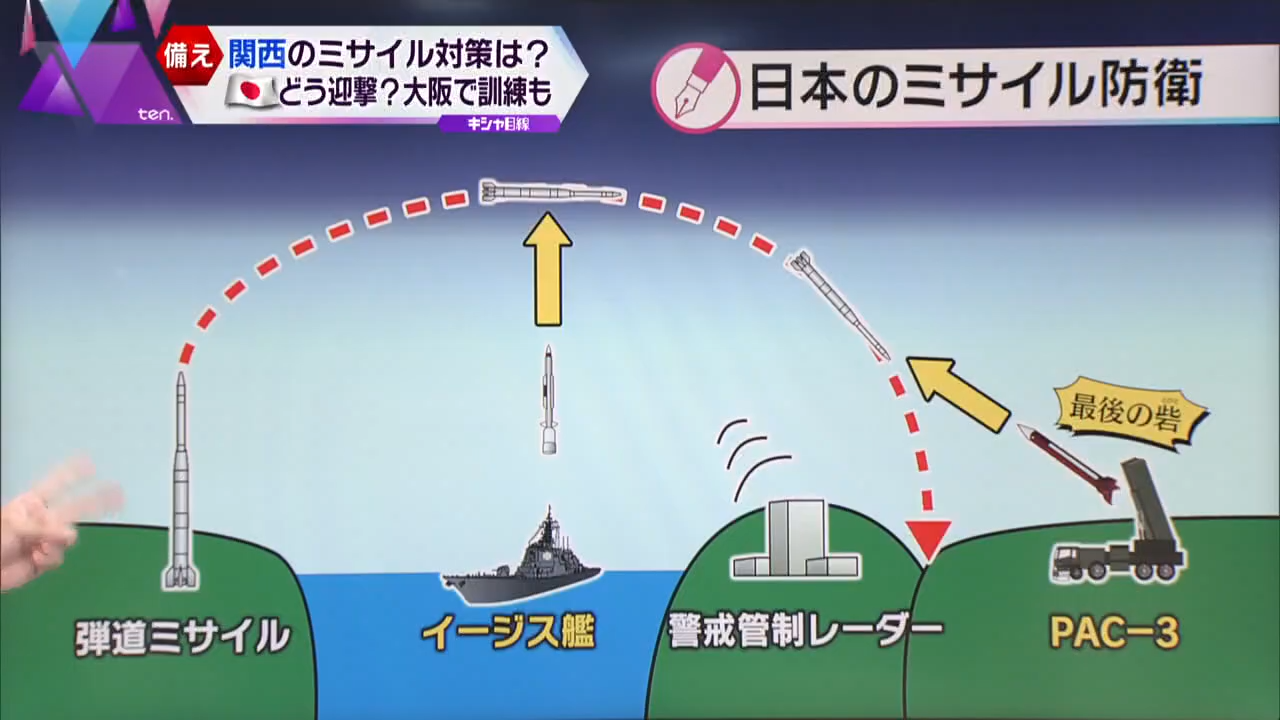 備え
関西のミサイル対策は?
どう迎撃?大阪で訓練も
ten.
キシャ目線
日本のミサイル防衛
最後の砦
弾道ミサイル
イージス艦
警戒管制レーダー
PAC-3